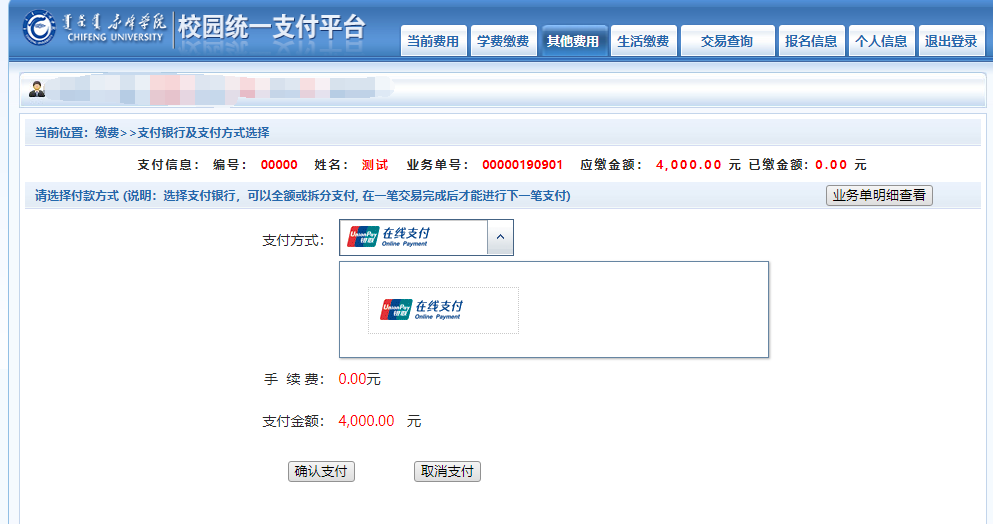 CHIFENG UNIVERSITY
校园统一支付平台
当前费用 学费缴费 其他费用 生活缴费 交易查询 报名信息 个人信息 退出登录
当前位置：缴费>>支付银行及支付方式选择
支付信息： 编号： 00000 姓名： 测试 业务单号： 00000190901 应缴金额： 4,000.00 元 已缴金额: 0.00 元
请选择付款方式 (说明：选择支付银行，可以全额或拆分支付, 在一笔交易完成后才能进行下一笔支付)
业务单明细查看
支付方式： UnionPay 银联 在线支付 Online Payment
UnionPay 银联 在线支付 Online Payment
手 续 费： 0.00元
支付金额： 4,000.00 元
确认支付 取消支付